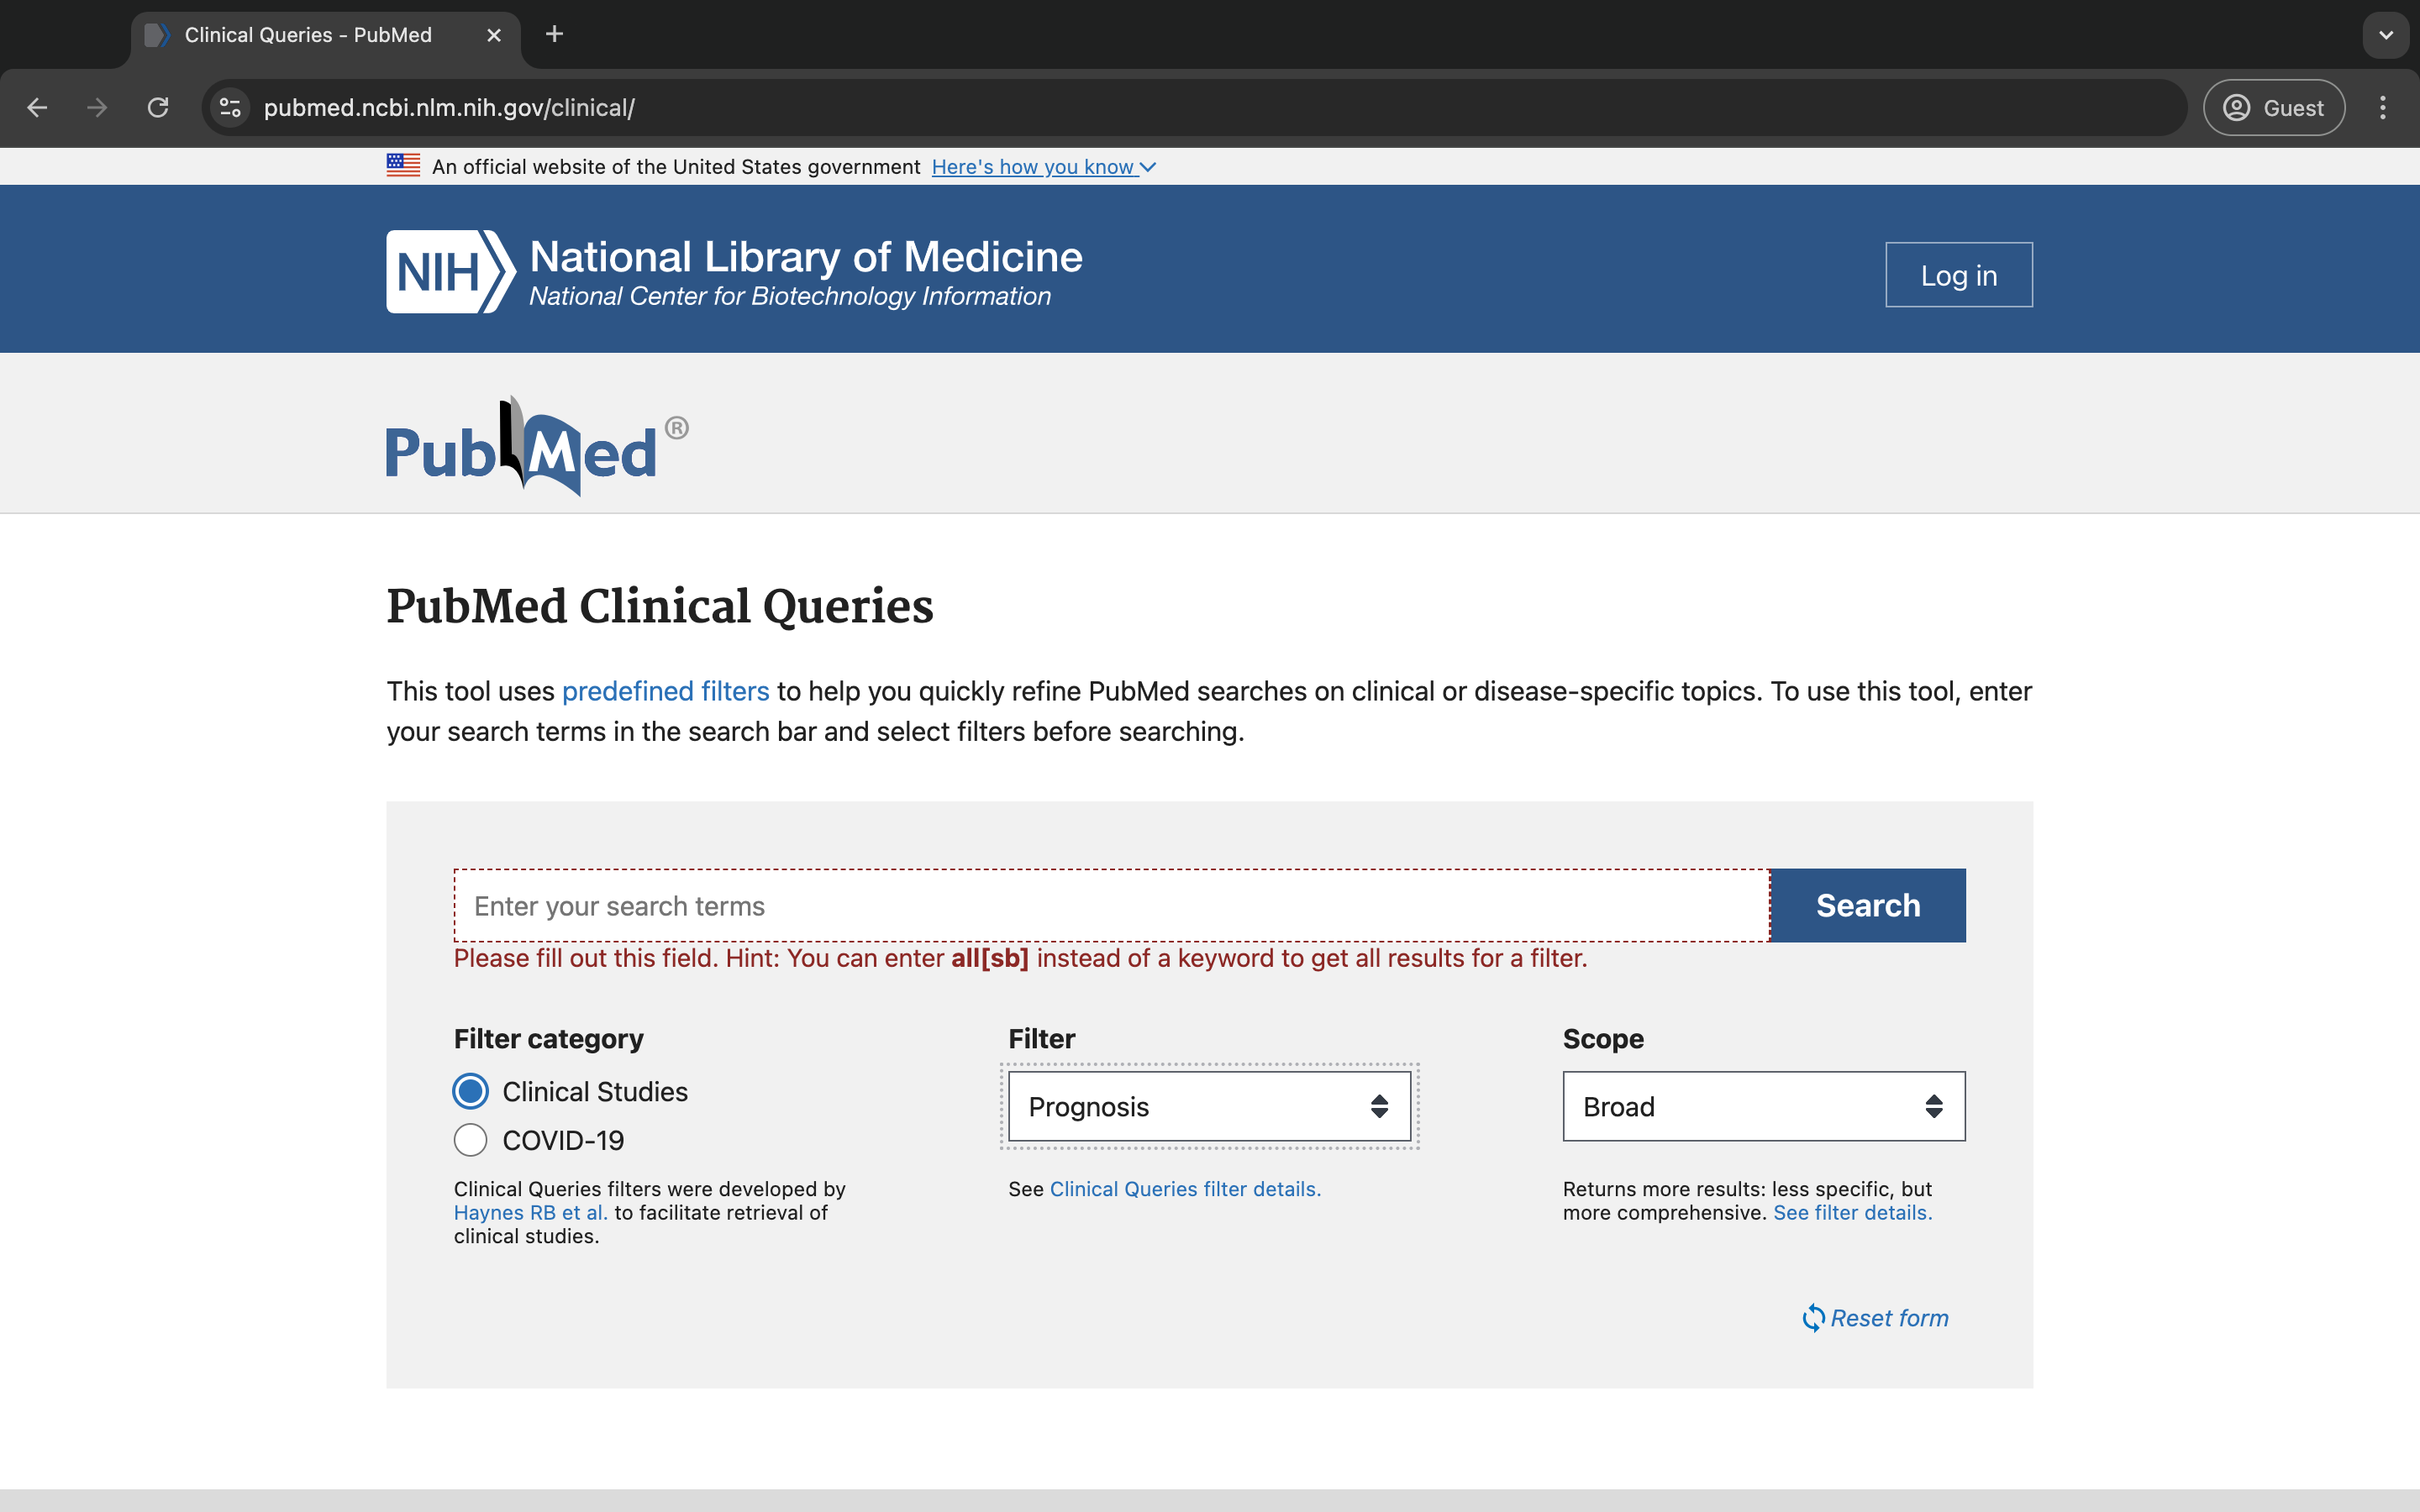 Clinical Queries - PubMed
pubmed.ncbi.nlm.nih.gov/clinical/
Guest
An official website of the United States government Here's how you know
NIH National Library of Medicine
National Center for Biotechnology Information
Log in
PubMed®
PubMed Clinical Queries
This tool uses predefined filters to help you quickly refine PubMed searches on clinical or disease-specific topics. To use this tool, enter
your search terms in the search bar and select filters before searching.
Enter your search terms
Search
Please fill out this field. Hint: You can enter all[sb] instead of a keyword to get all results for a filter.
Filter category
Clinical Studies
COVID-19
Clinical Queries filters were developed by
Haynes RB et al. to facilitate retrieval of
clinical studies.
Filter
Prognosis
See Clinical Queries filter details.
Scope
Broad
Returns more results: less specific, but
more comprehensive. See filter details.
Reset form